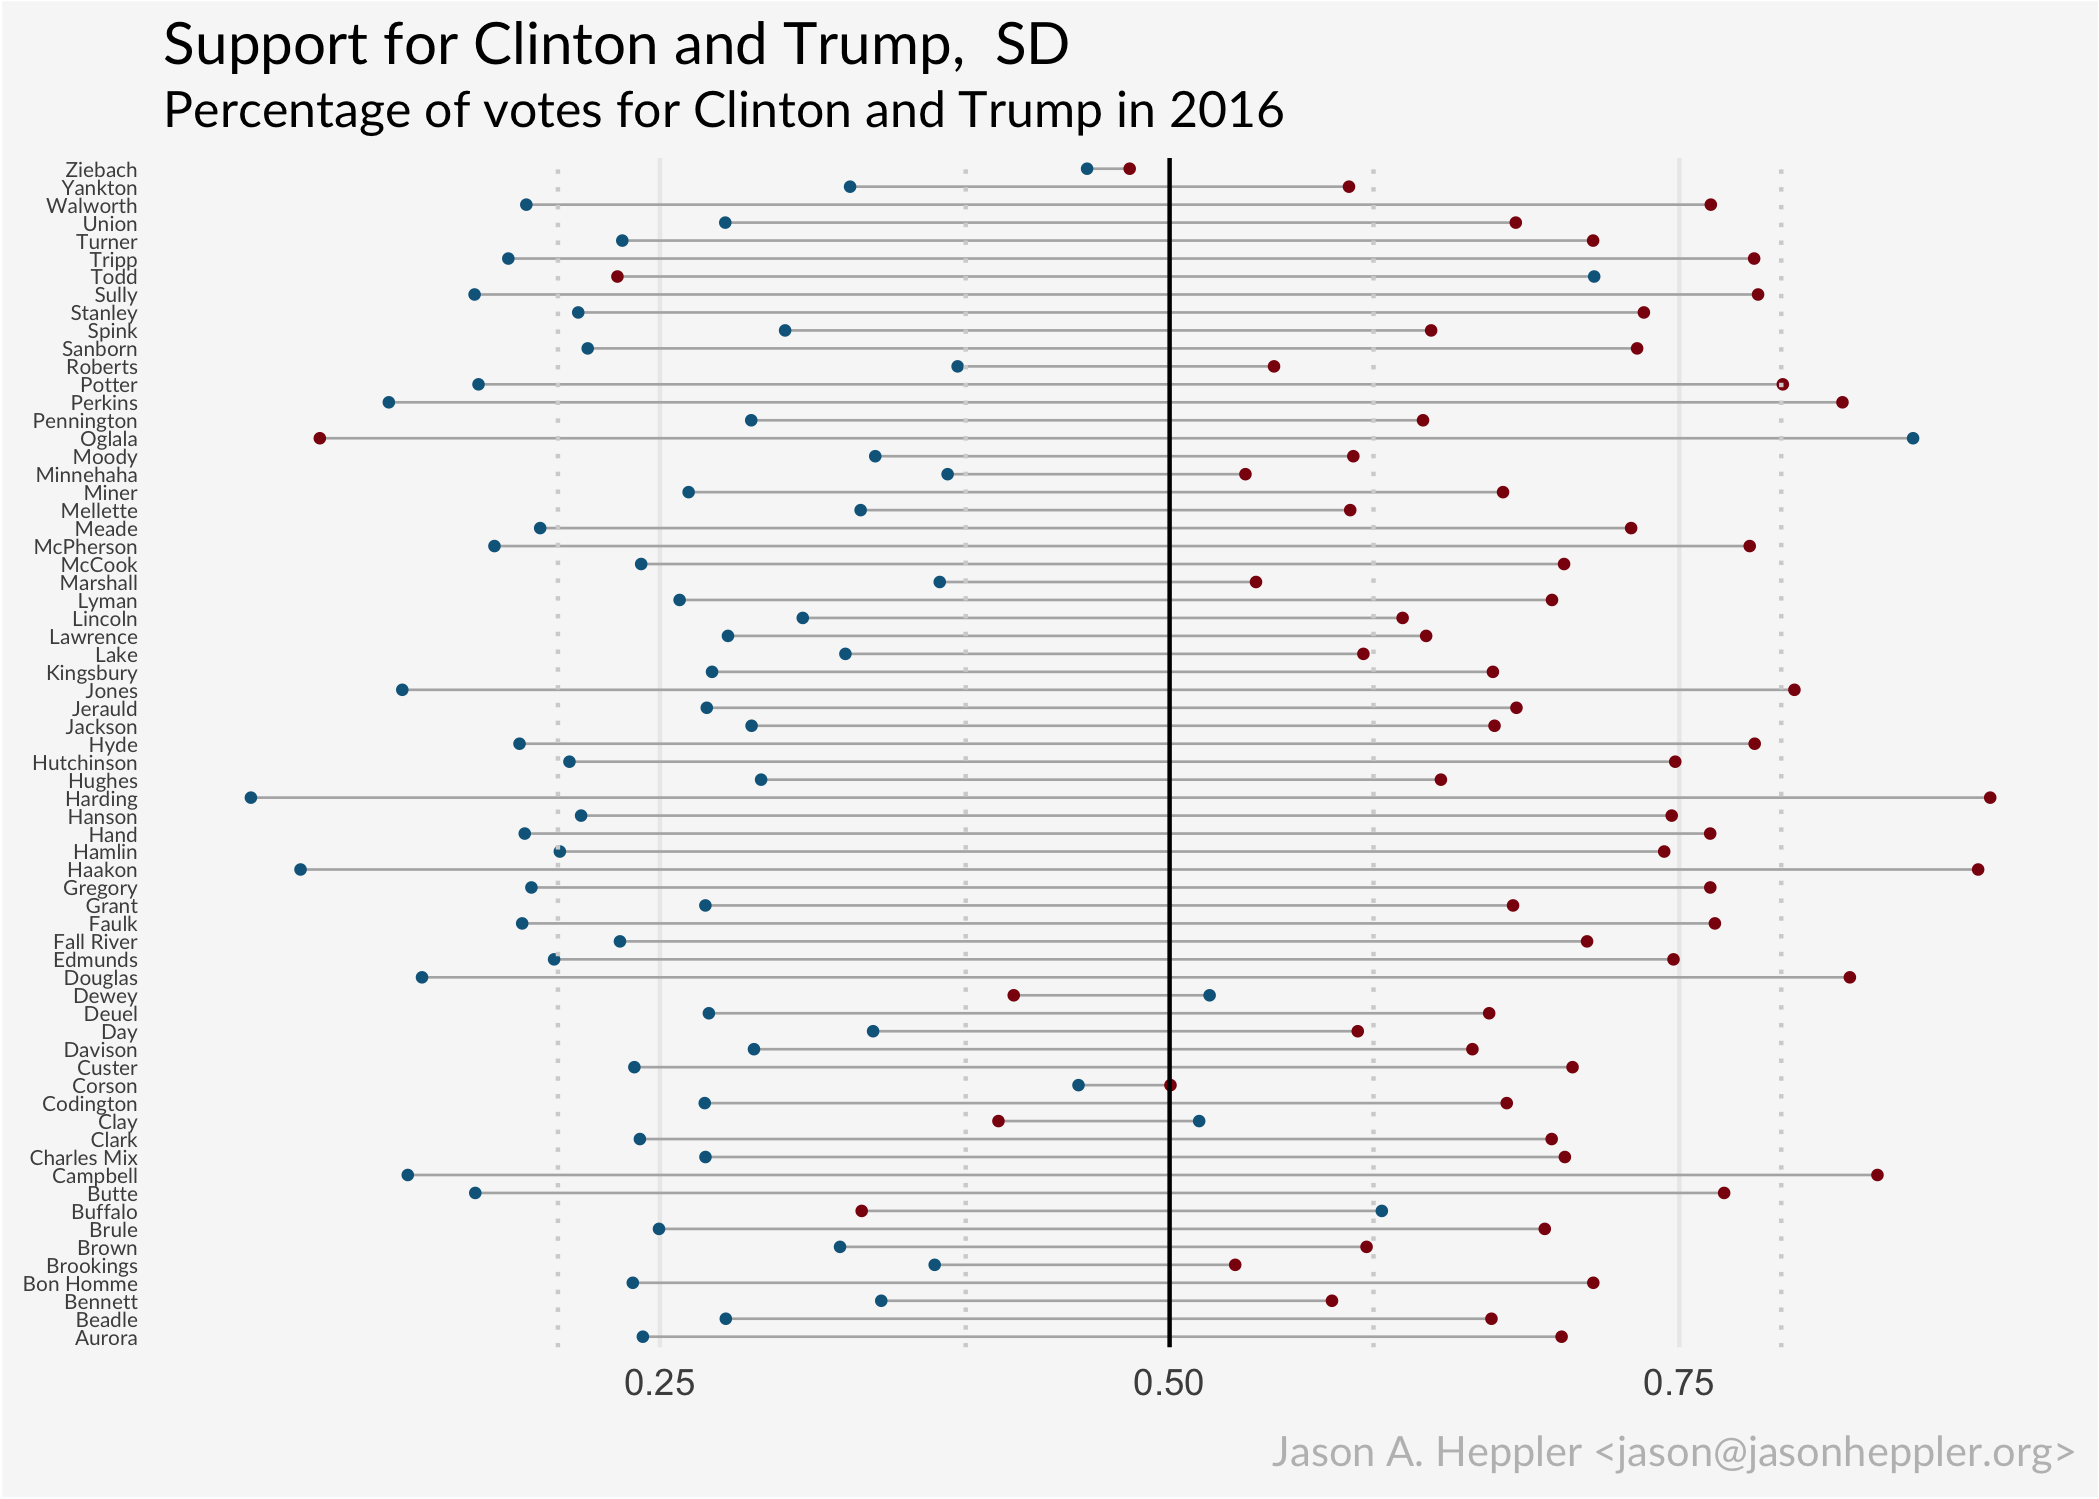 Support for Clinton and Trump,  SD
Percentage of votes for Clinton and Trump in 2016
Ziebach
Yankton
Walworth
Union
Turner
Tripp
Todd
Sully
Stanley
Spink
Sanborn
Roberts
Potter
Perkins
Pennington
Oglala
Moody
Minnehaha
Miner
Mellette
Meade
McPherson
McCook
Marshall
Lyman
Lincoln
Lawrence
Lake
Kingsbury
Jones
Jerauld
Jackson
Hyde
Hutchinson
Hughes
Harding
Hanson
Hand
Hamlin
Haakon
Gregory
Grant
Faulk
Fall River
Edmunds
Douglas
Dewey
Deuel
Day
Davison
Custer
Corson
Codington
Clay
Clark
Charles Mix
Campbell
Butte
Buffalo
Brule
Brown
Brookings
Bon Homme
Bennett
Beadle
Aurora
0.25 0.50 0.75
Jason A. Heppler <jason@jasonheppler.org>